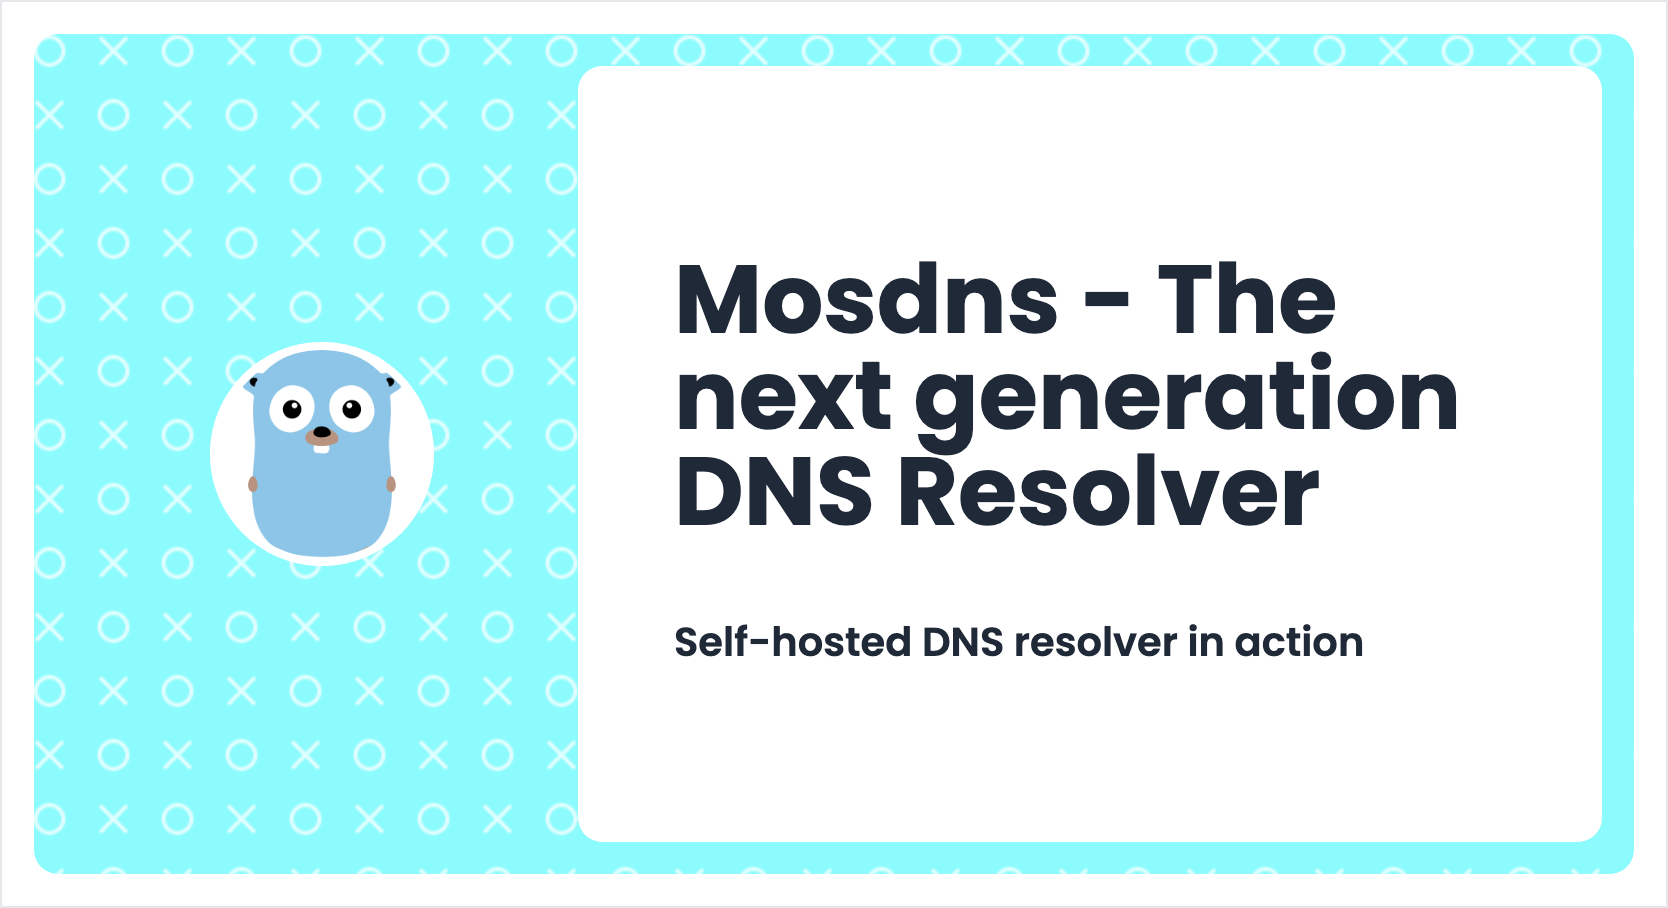 Mosdns - The
next generation
DNS Resolver
Self-hosted DNS resolver in action